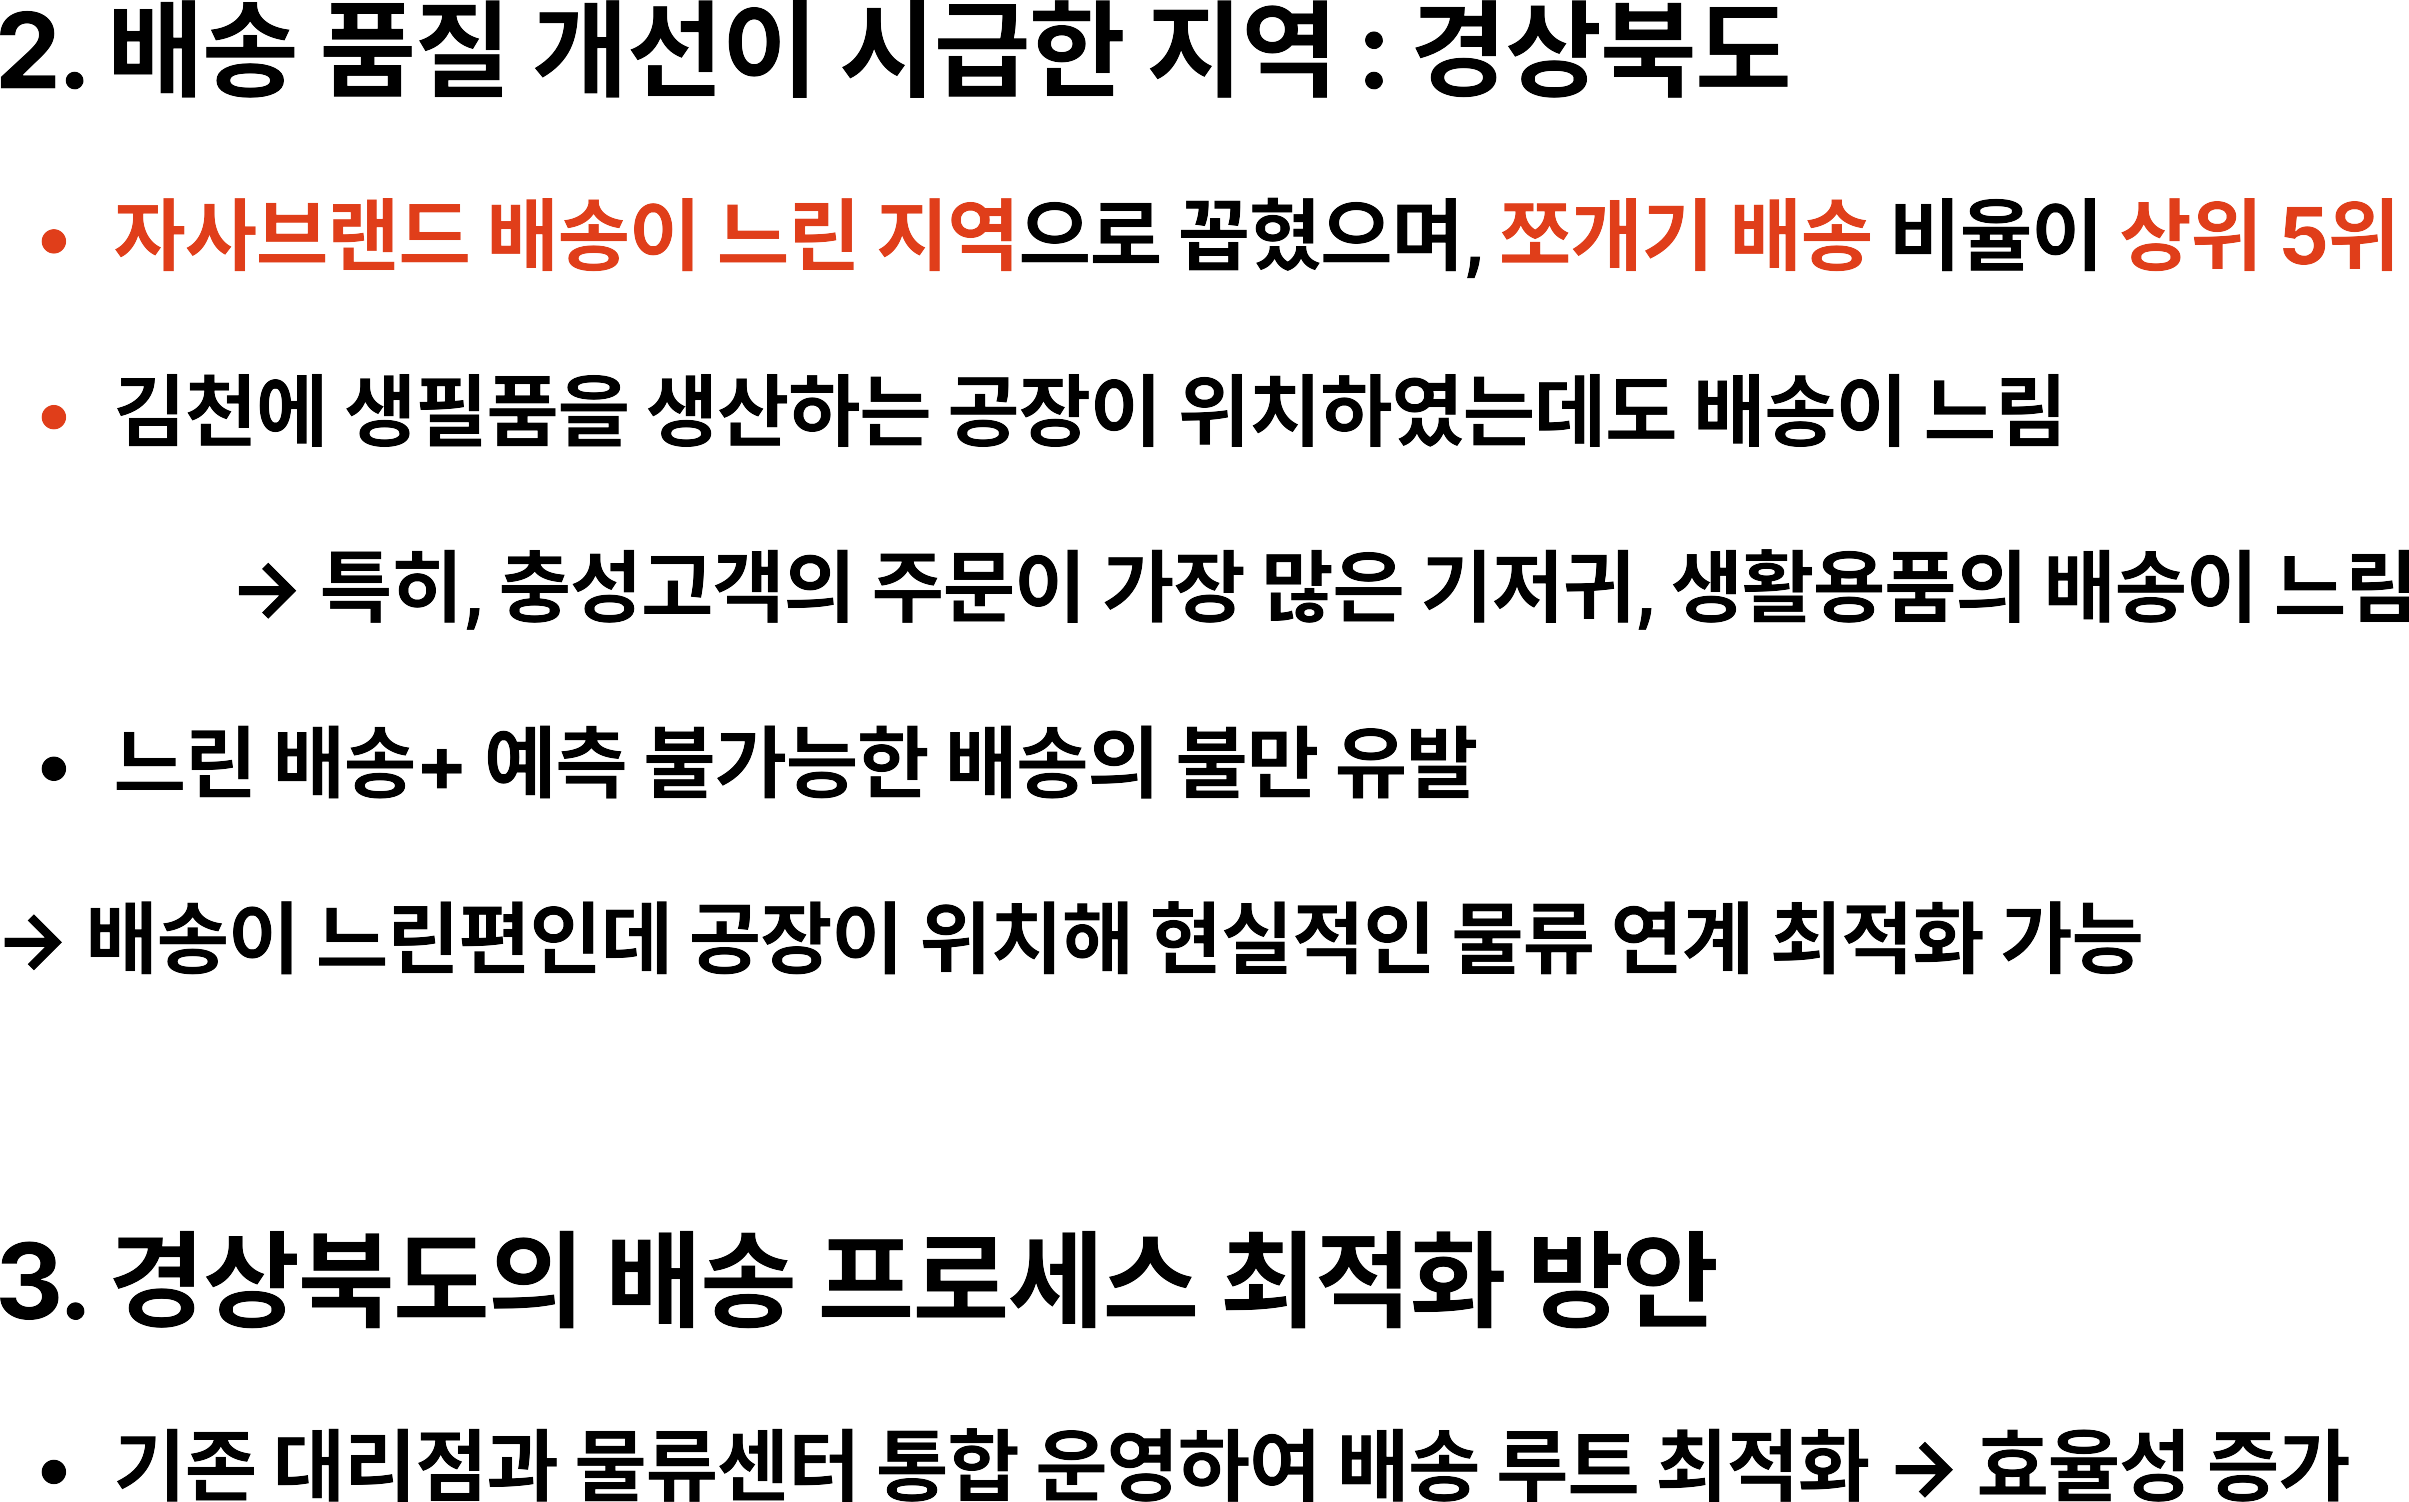 2. 배송 품질 개선이 시급한 지역 : 경상북도
• 자사브랜드 배송이 느린 지역으로 꼽혔으며, 쪼개기 배송 비율이 상위 5위
• 김천에 생필품을 생산하는 공장이 위치하였는데도 배송이 느림
→ 특히, 충성고객의 주문이 가장 많은 기저귀, 생활용품의 배송이 느림
• 느린 배송+ 예측 불가능한 배송의 불만 유발
→ 배송이 느린편인데 공장이 위치해 현실적인 물류 연계 최적화 가능
3. 경상북도의 배송 프로세스 최적화 방안
• 기존 대리점과 물류센터 통합 운영하여 배송 루트 최적화 → 효율성 증가